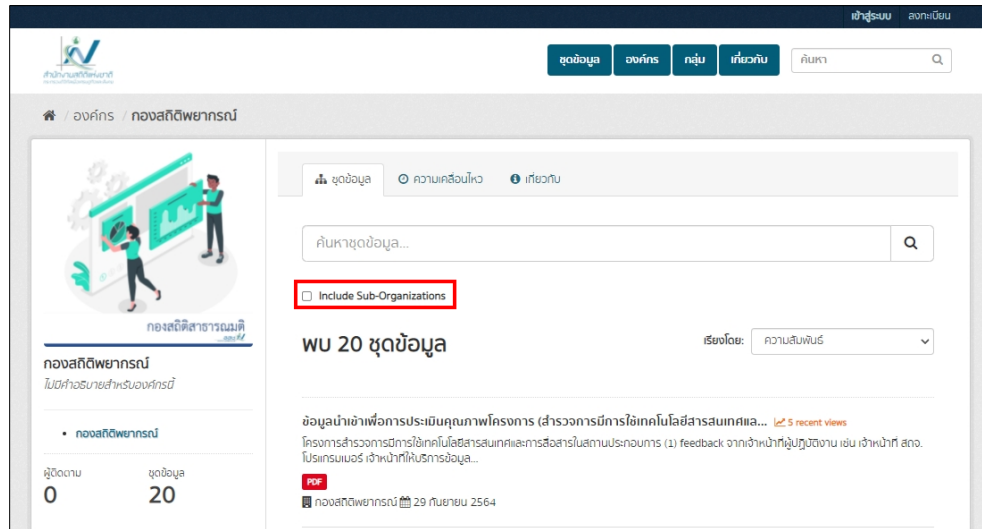 เข้าสู่ระบบ ลงทะเบียน
สำนักงานสถิติแห่งชาติ
ชุดข้อมูล องค์กร กลุ่ม เกี่ยวกับ ค้นหา
/ องค์กร / กองสถิติพยากรณ์
ชุดข้อมูล ความเคลื่อนไหว เกี่ยวกับ
ค้นหาชุดข้อมูล...
Include Sub-Organizations
กองสถิติสาธารณมติ
พบ 20 ชุดข้อมูล
เรียงโดย: ความสัมพันธ์
กองสถิติพยากรณ์
ไม่มีคำอธิบายสำหรับองค์กรนี้
• กองสถิติพยากรณ์
ผู้ติดตาม ชุดข้อมูล
0 20
ข้อมูลนำเข้าเพื่อการประเมินคุณภาพโครงการ (สำรวจการมีการใช้เทคโนโลยีสารสนเทศและ... 5 recent views
โครงการสำรวจการมีการใช้เทคโนโลยีสารสนเทศและการสื่อสารในสถานประกอบการ (1) feedback จากเจ้าหน้าที่ผู้ปฏิบัติงาน เช่น เจ้าหน้าที่ สถจ.
โปรแกรมเมอร์ เจ้าหน้าที่ให้บริการข้อมูล...
PDF
กองสถิติพยากรณ์ 29 กันยายน 2564